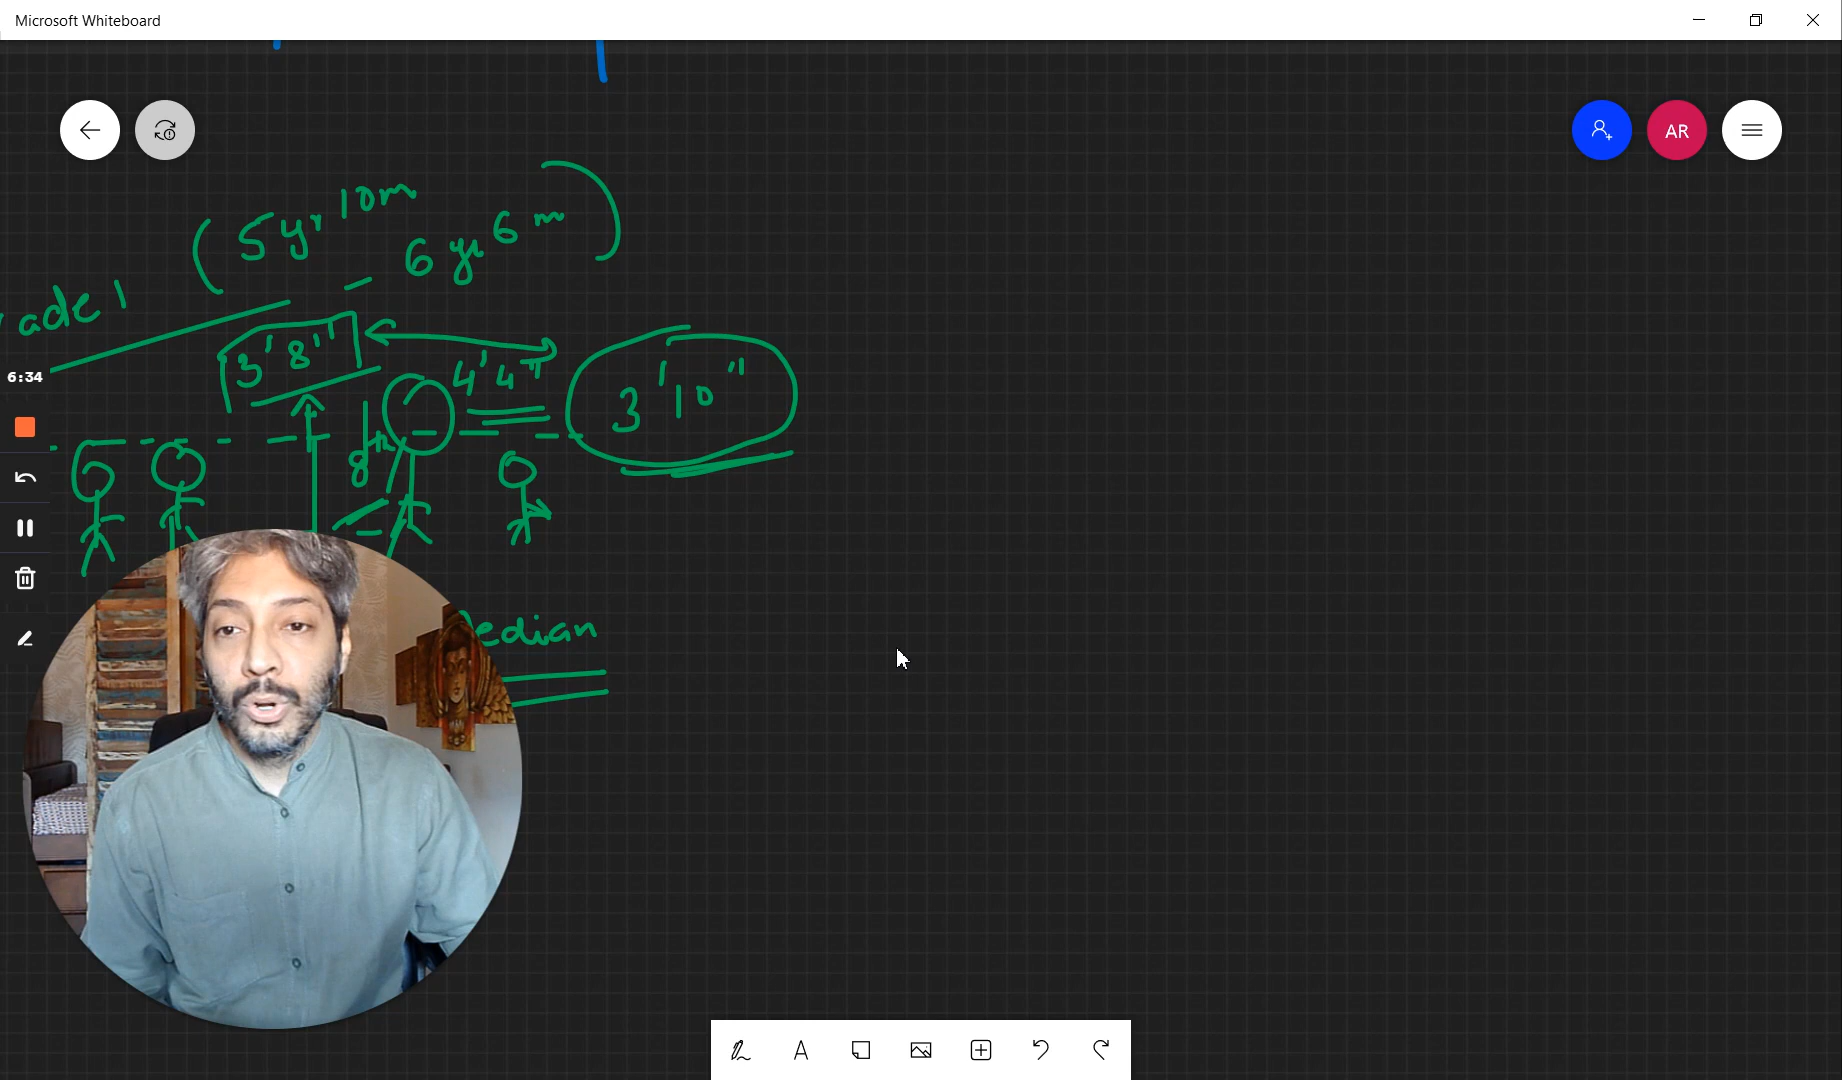 Microsoft Whiteboard
AR
(5 yr 10m
- 6 yr 6 m)
ade 1
6:34
3'8"
4'4"
3'10"
8th
edian